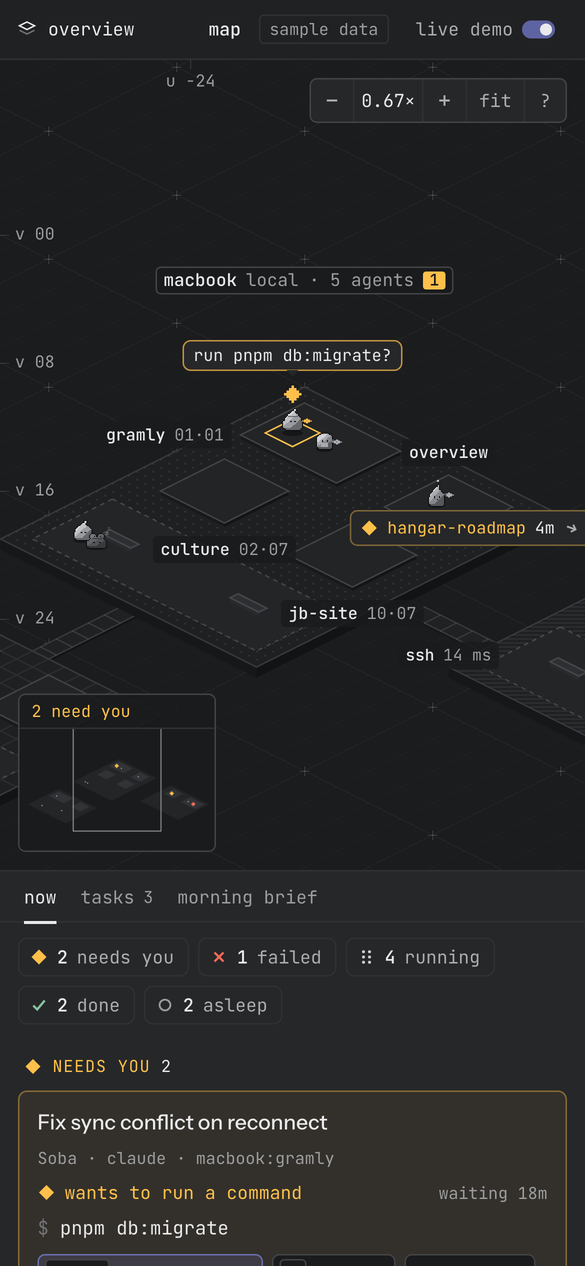 overview map sample data live demo
u -24
− 0.67× + fit ?
v 00
macbook local · 5 agents 1
v 08
run pnpm db:migrate?
gramly 01·01
overview
v 16
hangar-roadmap 4m →
culture 02·07
jb-site 10·07
v 24
ssh 14 ms
2 need you
now tasks 3 morning brief
2 needs you 1 failed 4 running
2 done 2 asleep
NEEDS YOU 2
Fix sync conflict on reconnect
Soba · claude · macbook:gramly
wants to run a command waiting 18m
$ pnpm db:migrate